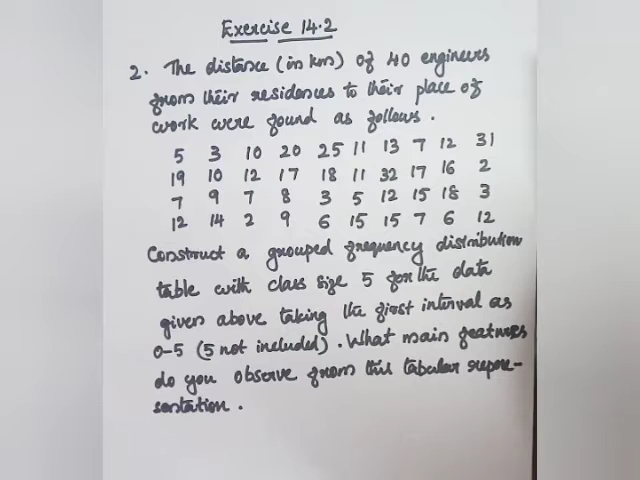 Exercise 14.2
2. The distance (in km) of 40 engineers
from their residences to their place of
work were found as follows.
5 3 10 20 25 11 13 7 12 31
19 10 12 17 18 11 32 17 16 2
7 9 7 8 3 5 12 15 18 3
12 14 2 9 6 15 15 7 6 12
Construct a grouped frequency distribution
table with class size 5 for the data
given above taking the first interval as
0-5 (5 not included). What main features
do you observe from this tabular repre-
sentation.